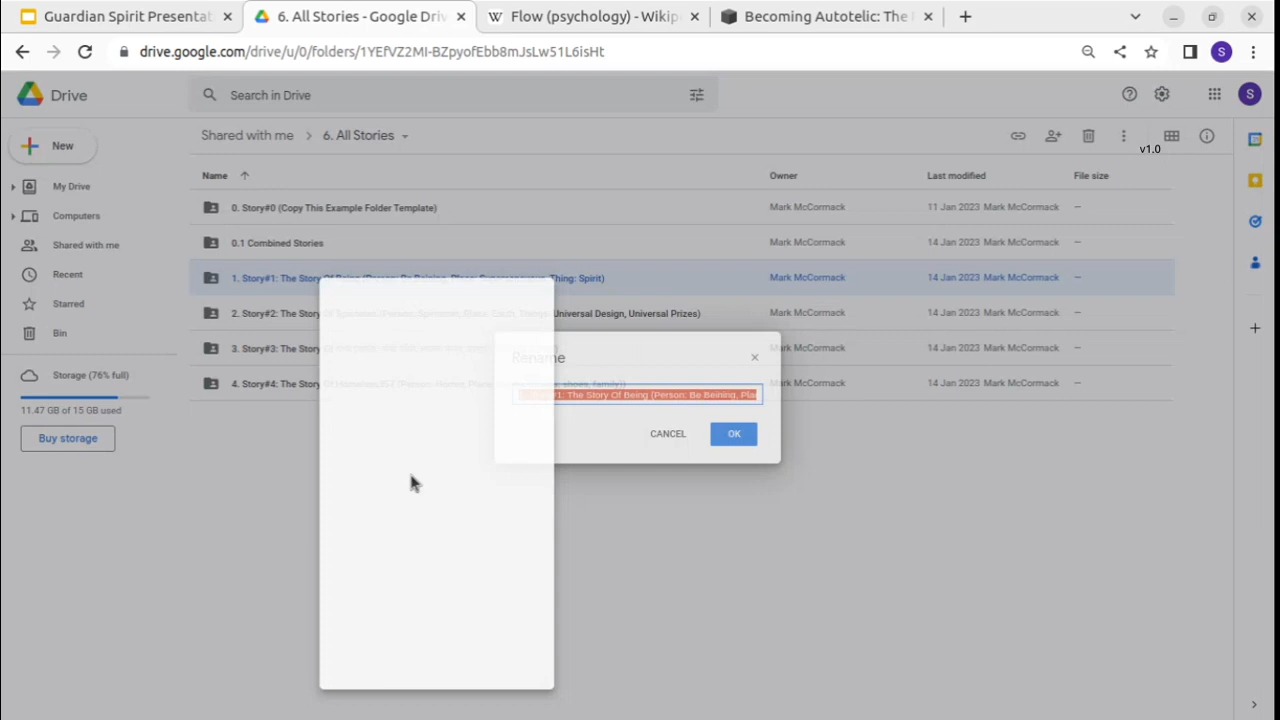 Guardian Spirit Presentat
6. All Stories - Google Driv
Flow (psychology) - Wikip
Becoming Autotelic: The
drive.google.com/drive/u/0/folders/1YEfVZ2MI-BZpyofEbb8mJsLw51L6isHt
S
Drive
Search in Drive
S
New
Shared with me
6. All Stories
v1.0
My Drive
Computers
Shared with me
Recent
Starred
Bin
Storage (76% full)
11.47 GB of 15 GB used
Buy storage
Name Owner Last modified File size
0. Story#0 (Copy This Example Folder Template) Mark McCormack 11 Jan 2023 Mark McCormack —
0.1 Combined Stories Mark McCormack 14 Jan 2023 Mark McCormack —
1. Story#1: The Story Of Being (Person: Be Beining, Place: Thing: Spirit) Mark McCormack 14 Jan 2023 Mark McCormack —
2. Story#2: The Story Of Universal Design, Universal Prizes) Mark McCormack 14 Jan 2023 Mark McCormack —
3. Story#3: The Story Mark McCormack 14 Jan 2023 Mark McCormack —
4. Story#4: The Story Of shoes, family)) Mark McCormack 14 Jan 2023 Mark McCormack —
Rename
#1: The Story Of Being (Person: Be Beining, Pla
CANCEL
OK